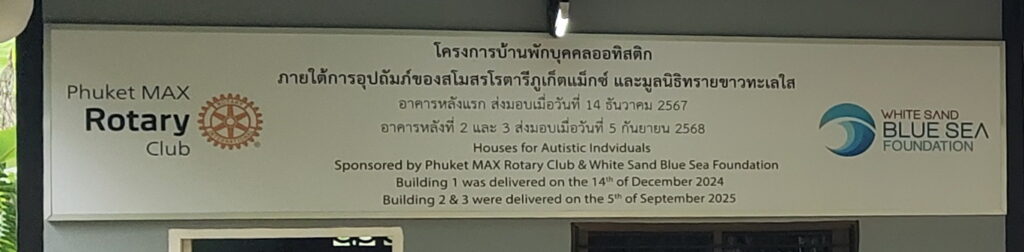 Phuket MAX
Rotary
Club
โครงการบ้านพักบุคคลออทิสติก
ภายใต้การอุปถัมภ์ของสโมสรโรตารีภูเก็ตแม็กซ์ และมูลนิธิทรายขาวทะเลใส
อาคารหลังแรก ส่งมอบเมื่อวันที่ 14 ธันวาคม 2567
อาคารหลังที่ 2 และ 3 ส่งมอบเมื่อวันที่ 5 กันยายน 2568
Houses for Autistic Indviduals
Sponsored by Phuket MAX Rotary Club & White Sand Blue Sea Foundation
Building 1 was delivered on the 14th of December 2024
Building 2 & 3 were delivered on the 5th of September 2025
WHITE SAND
BLUE SEA
FOUNDATION